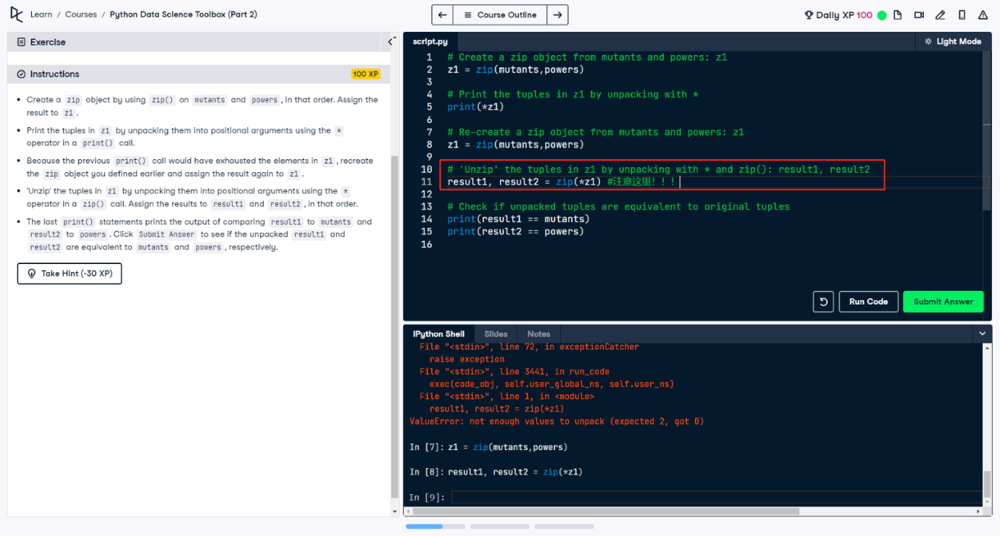 Learn / Courses / Python Data Science Toolbox (Part 2)
Course Outline
Daily XP 100
Exercise
Instructions
100 XP
Create a zip object by using zip() on mutants and powers, in that order. Assign the
result to z1.
Print the tuples in z1 by unpacking them into positional arguments using the *
operator in a print() call.
Because the previous print() call would have exhausted the elements in z1, recreate
the zip object you defined earlier and assign the result again to z1.
'Unzip' the tuples in z1 by unpacking them into positional arguments using the *
operator in a zip() call. Assign the results to result1 and result2, in that order.
The last print() statements prints the output of comparing result1 to mutants and
result2 to powers. Click Submit Answer to see if the unpacked result1 and
result2 are equivalent to mutants and powers, respectively.
Take Hint (-30 XP)
script.py
Light Mode
1 # Create a zip object from mutants and powers: z1
2 z1 = zip(mutants,powers)
3
4 # Print the tuples in z1 by unpacking with *
5 print(*z1)
6
7 # Re-create a zip object from mutants and powers: z1
8 z1 = zip(mutants,powers)
9
10 # 'Unzip' the tuples in z1 by unpacking with * and zip(): result1, result2
11 result1, result2 = zip(*z1) #注意这里！！！
12
13 # Check if unpacked tuples are equivalent to original tuples
14 print(result1 == mutants)
15 print(result2 == powers)
16
Run Code
Submit Answer
IPython Shell
Slides
Notes
File "<stdin>", line 72, in exceptionCatcher
raise exception
File "<stdin>", line 3441, in run_code
exec(code_obj, self.user_global_ns, self.user_ns)
File "<stdin>", line 1, in <module>
result1, result2 = zip(*z1)
ValueError: not enough values to unpack (expected 2, got 0)
In [7]: z1 = zip(mutants,powers)
In [8]: result1, result2 = zip(*z1)
In [9]: